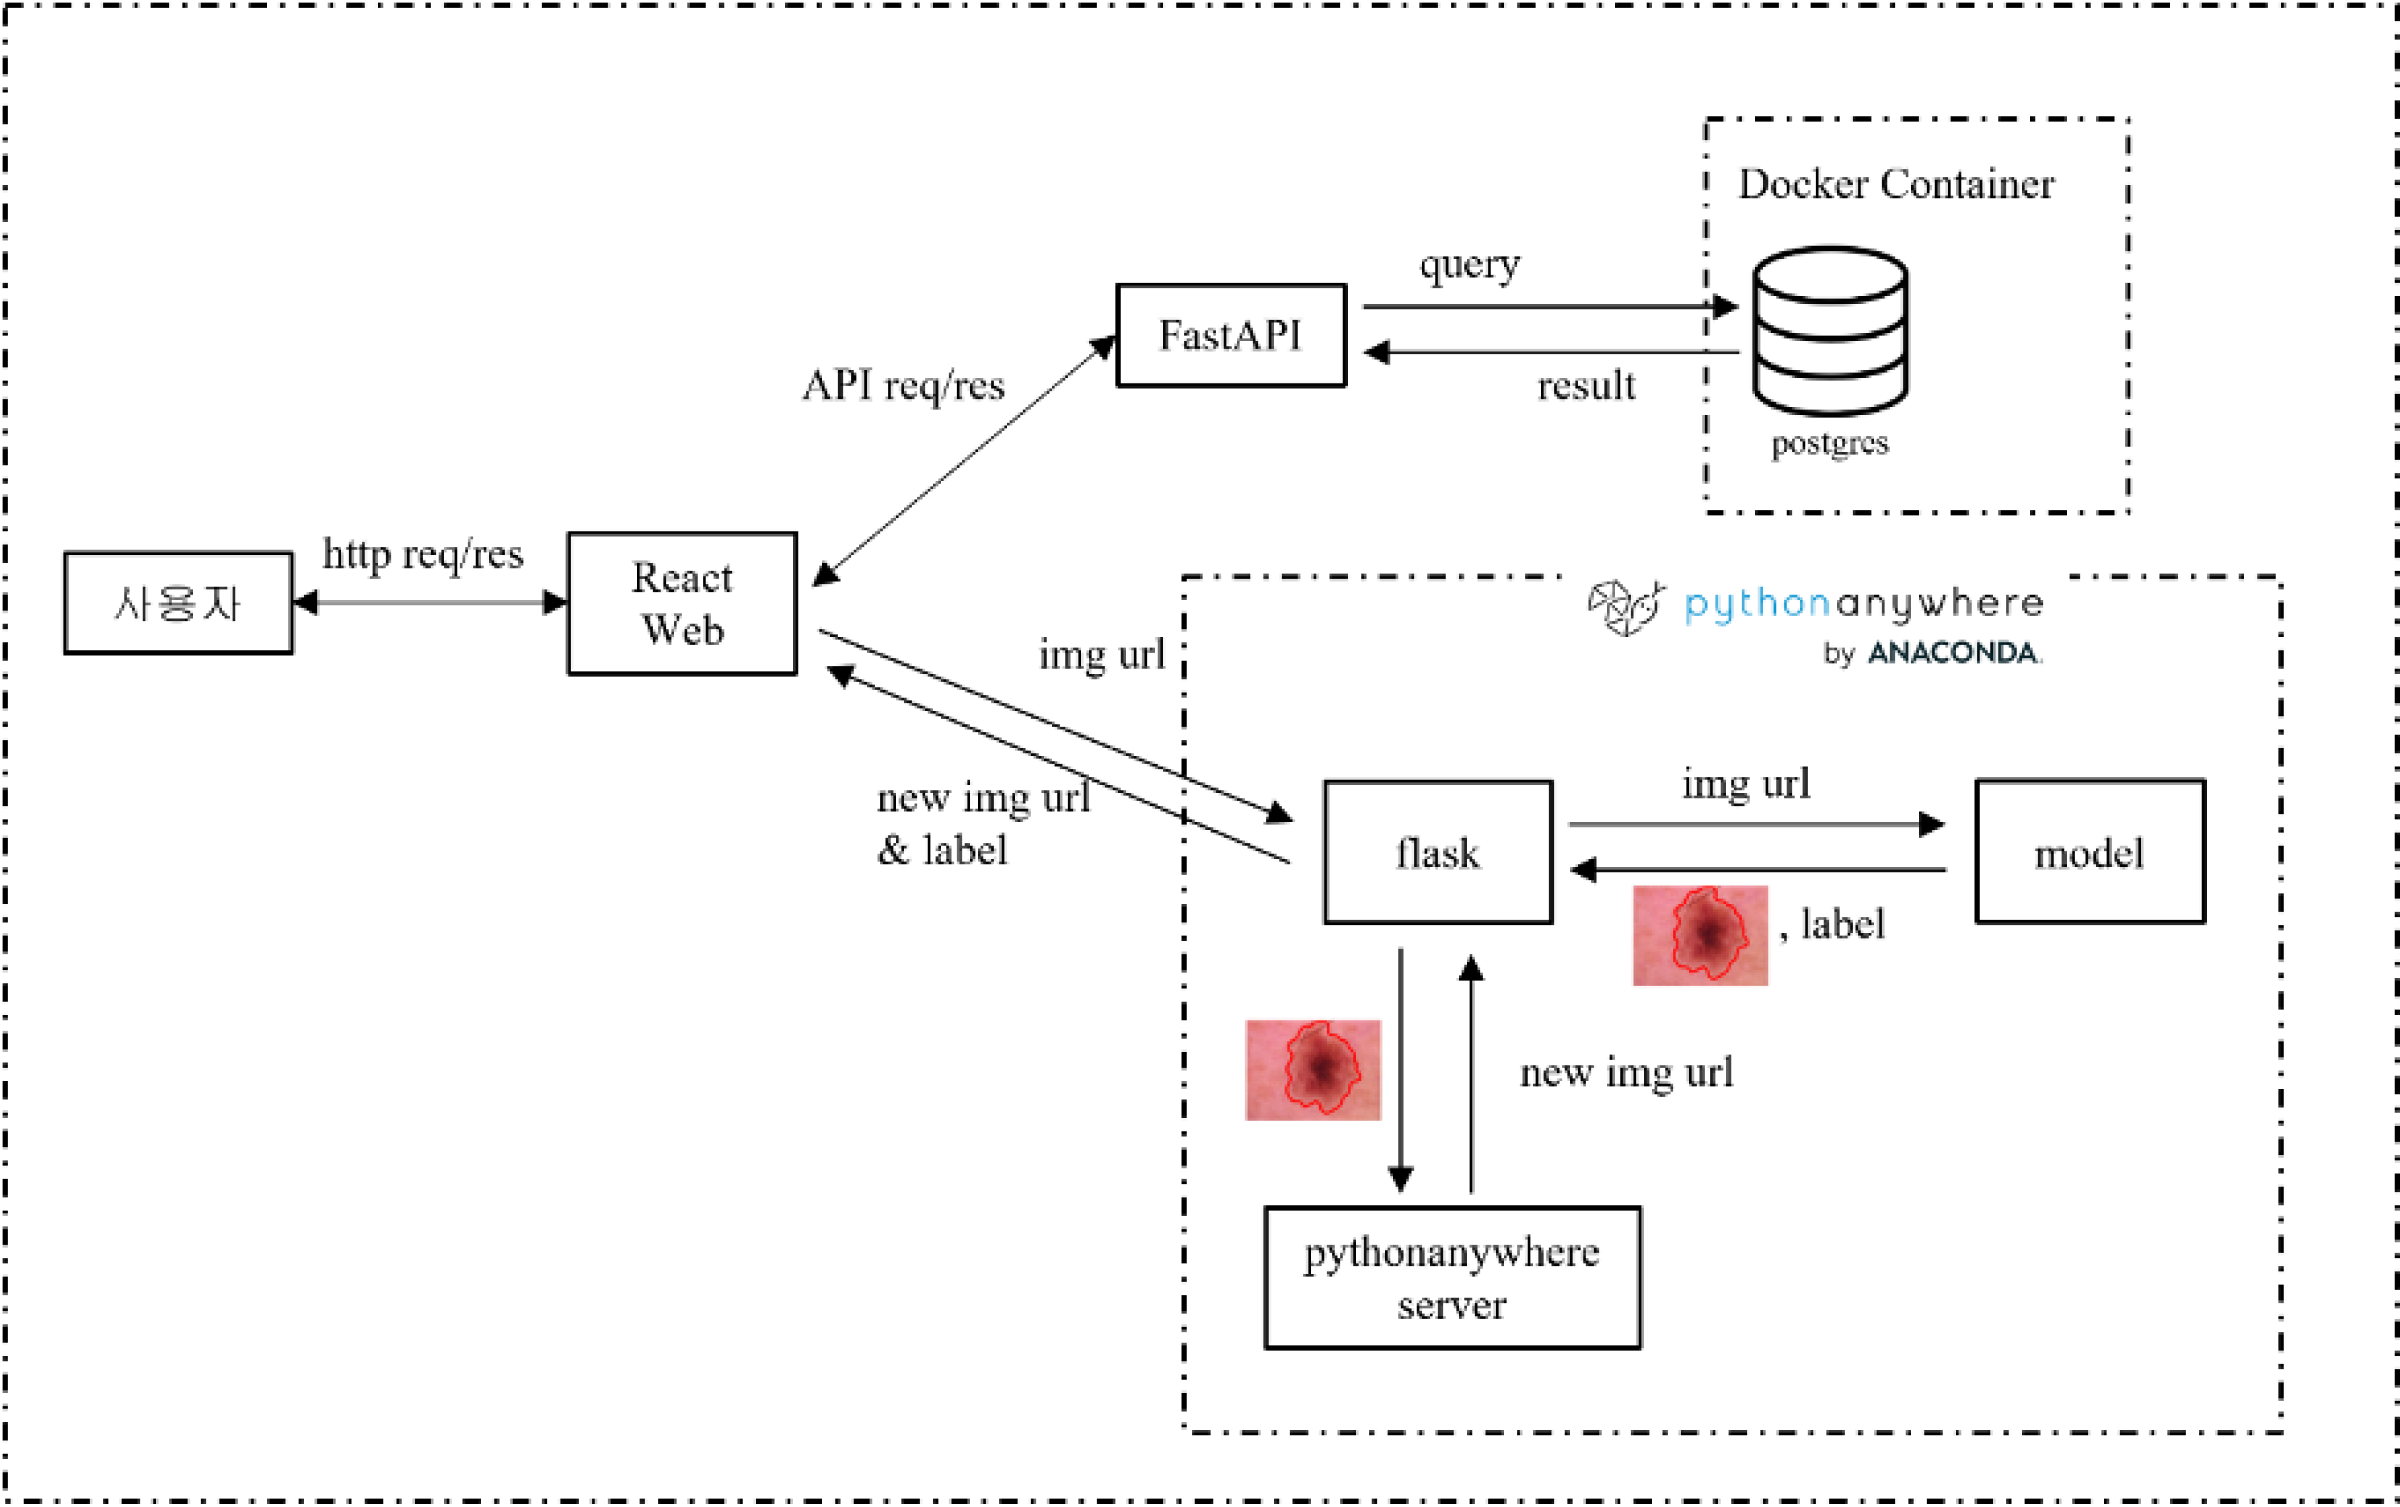 Docker Container
query
FastAPI
API req/res
result
postgres
http req/res
사용자
React
Web
pythonanywhere
by ANACONDA.
img url
new img url
& label
img url
flask
model
, label
new img url
pythonanywhere
server